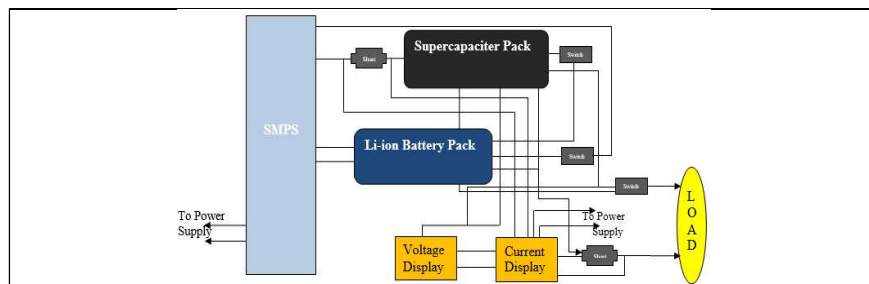 Supercapaciter Pack
Switch
Shunt
SMPS
Li-ion Battery Pack
Switch
Switch
L
O
A
D
To Power
Supply
To Power
Supply
Voltage
Display
Current
Display
Shunt